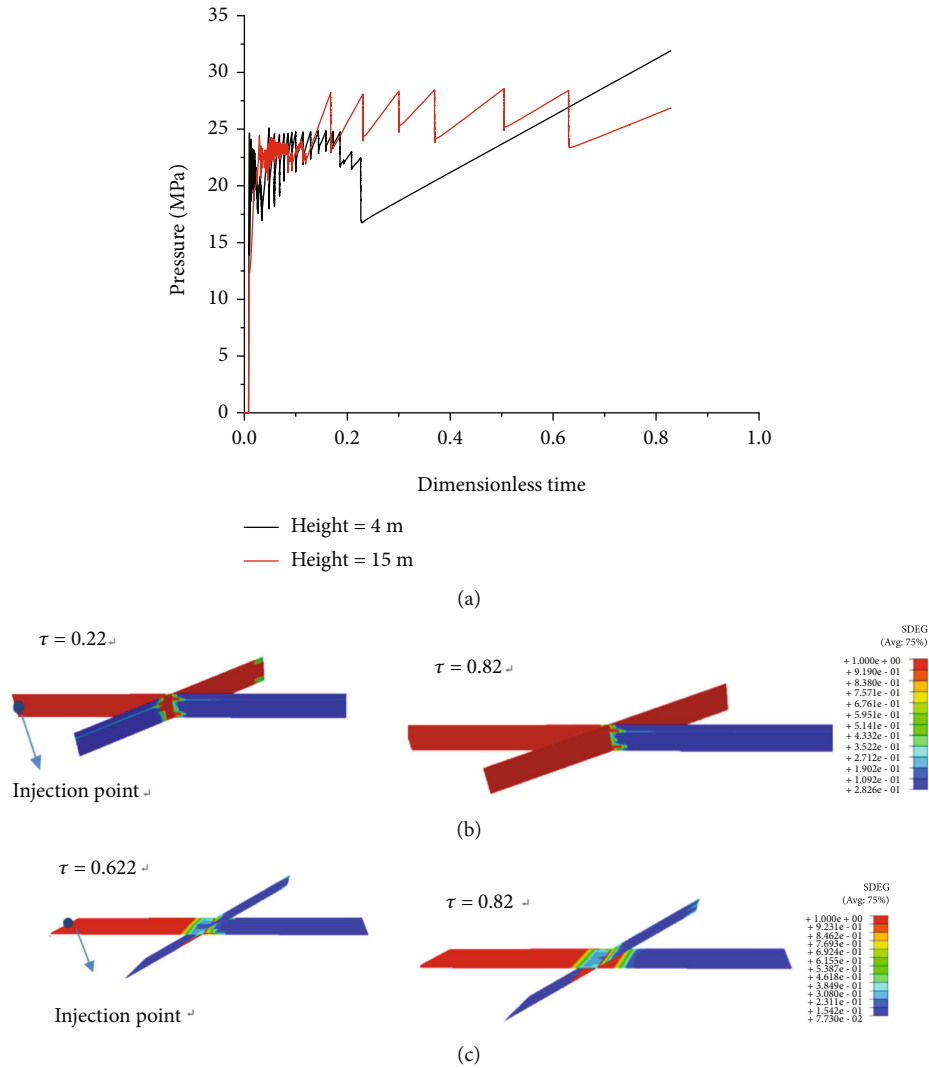 35
30
25
20
15
10
5
0
Pressure (MPa)
0.0 0.2 0.4 0.6 0.8 1.0
Dimensionless time
Height = 4 m
Height = 15 m
(a)
τ = 0.22↵
τ = 0.82↵
Injection point↵
SDEG
(Avg: 75%)
+ 1.000e + 00
+ 9.190e - 01
+ 8.380e - 01
+ 7.571e - 01
+ 6.761e - 01
+ 5.951e - 01
+ 5.141e - 01
+ 4.332e - 01
+ 3.522e - 01
+ 2.712e - 01
+ 1.902e - 01
+ 1.092e - 01
+ 2.826e - 01
(b)
τ = 0.622 ↵
τ = 0.82 ↵
Injection point ↵
SDEG
(Avg: 75%)
+ 1.000e + 00
+ 9.231e - 01
+ 8.462e - 01
+ 7.693e - 01
+ 6.924e - 01
+ 6.155e - 01
+ 5.387e - 01
+ 4.618e - 01
+ 3.849e - 01
+ 3.080e - 01
+ 2.311e - 01
+ 1.542e - 01
+ 7.730e - 02
(c)